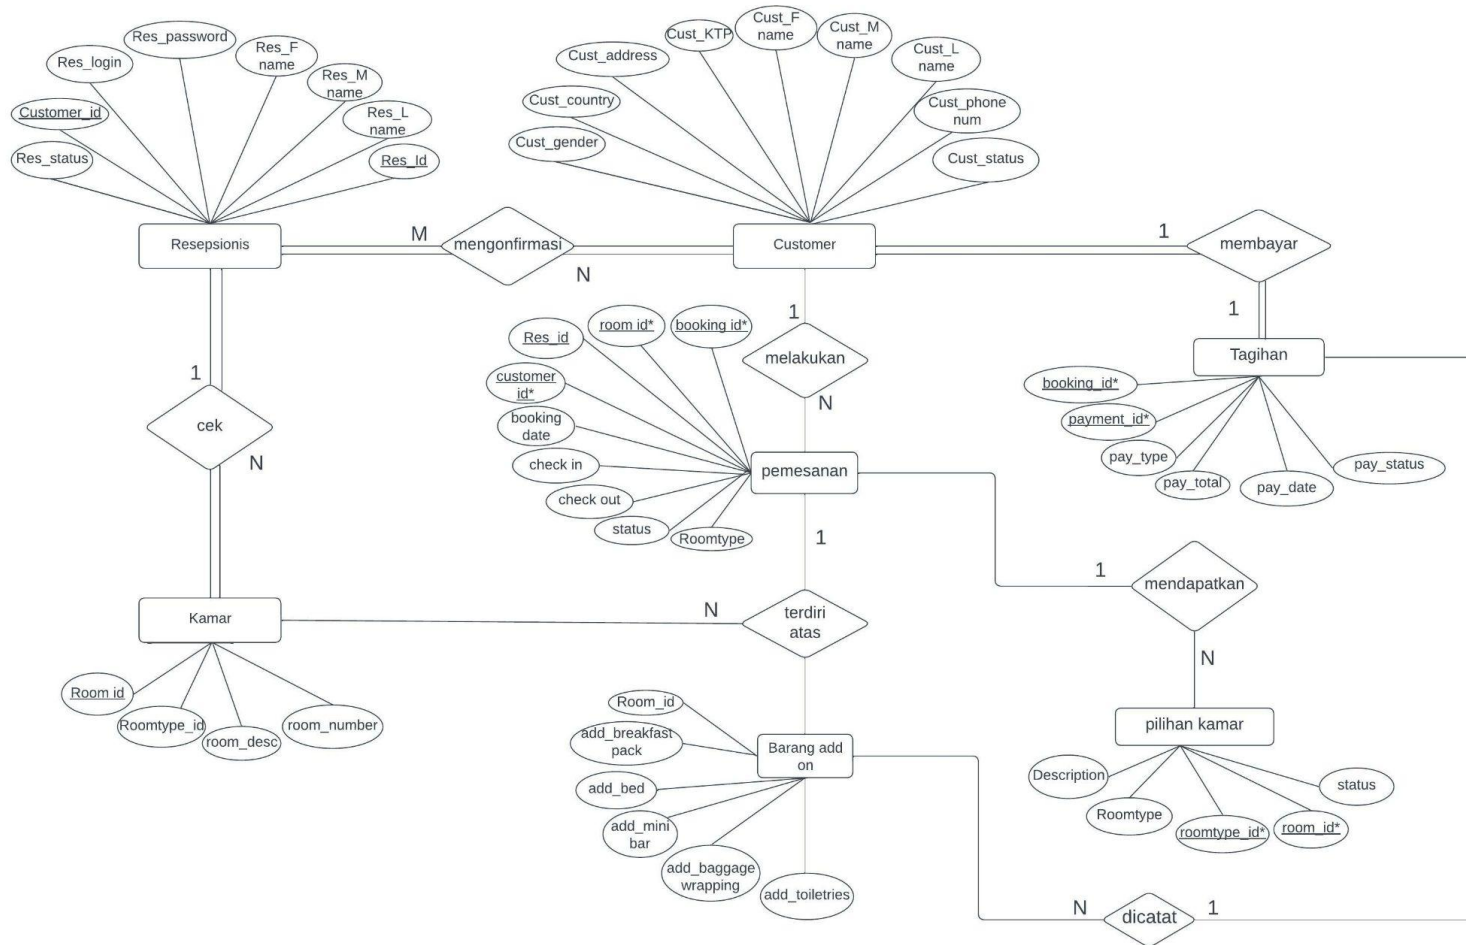 Res_password
Res_login
Res_F
name
Res_M
name
Customer_id
Res_L
name
Res_status
Res_Id
Cust_KTP
Cust_F
name
Cust_M
name
Cust_address
Cust_L
name
Cust_country
Cust_phone
num
Cust_gender
Cust_status
Resepsionis
M
mengonfirmasi
N
Customer
1
membayar
1
Tagihan
booking_id*
payment_id*
pay_type
pay_total
pay_date
pay_status
1
melakukan
N
Res_id
room id*
booking id*
customer
id*
booking
date
check in
check out
status
Roomtype
pemesanan
1
cek
N
1
1
mendapatkan
N
Kamar
N
terdiri
atas
Room id
Roomtype_id
room_desc
room_number
Room_id
add_breakfast
pack
add_bed
add_mini
bar
add_baggage
wrapping
add_toiletries
Barang add
on
pilihan kamar
Description
Roomtype
roomtype_id*
room_id*
status
N
dicatat
1